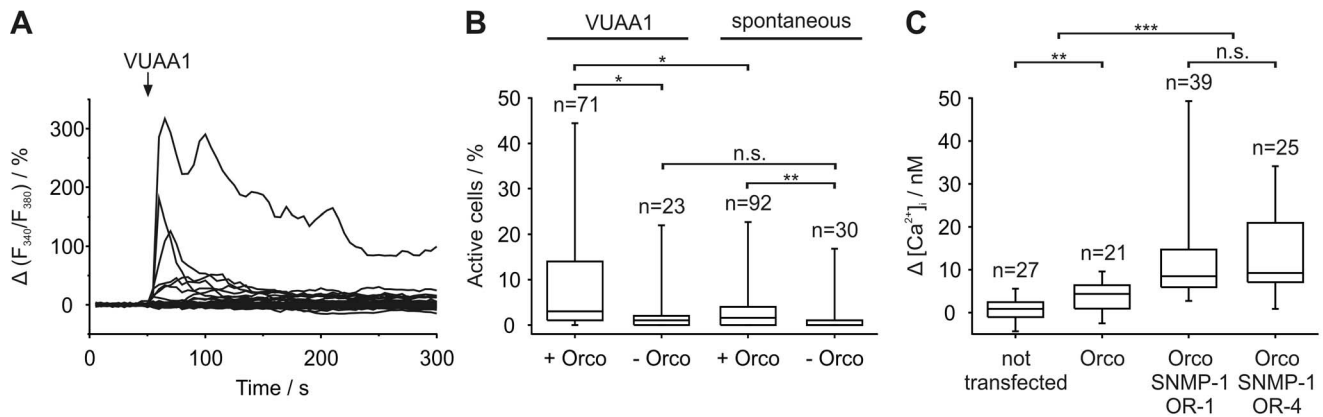 A
VUAA1
Δ (F340/F380) / %
300
200
100
0
0
100
200
300
Time / s
B
VUAA1
spontaneous
*
*
n=71
n.s.
**
n=23
n=92
n=30
Active cells / %
50
40
30
20
10
0
+ Orco
- Orco
+ Orco
- Orco
C
***
**
n.s.
n=39
n=25
n=27
n=21
Δ [Ca2+]i / nM
50
40
30
20
10
0
not
transfected
Orco
Orco
SNMP-1
OR-1
Orco
SNMP-1
OR-4